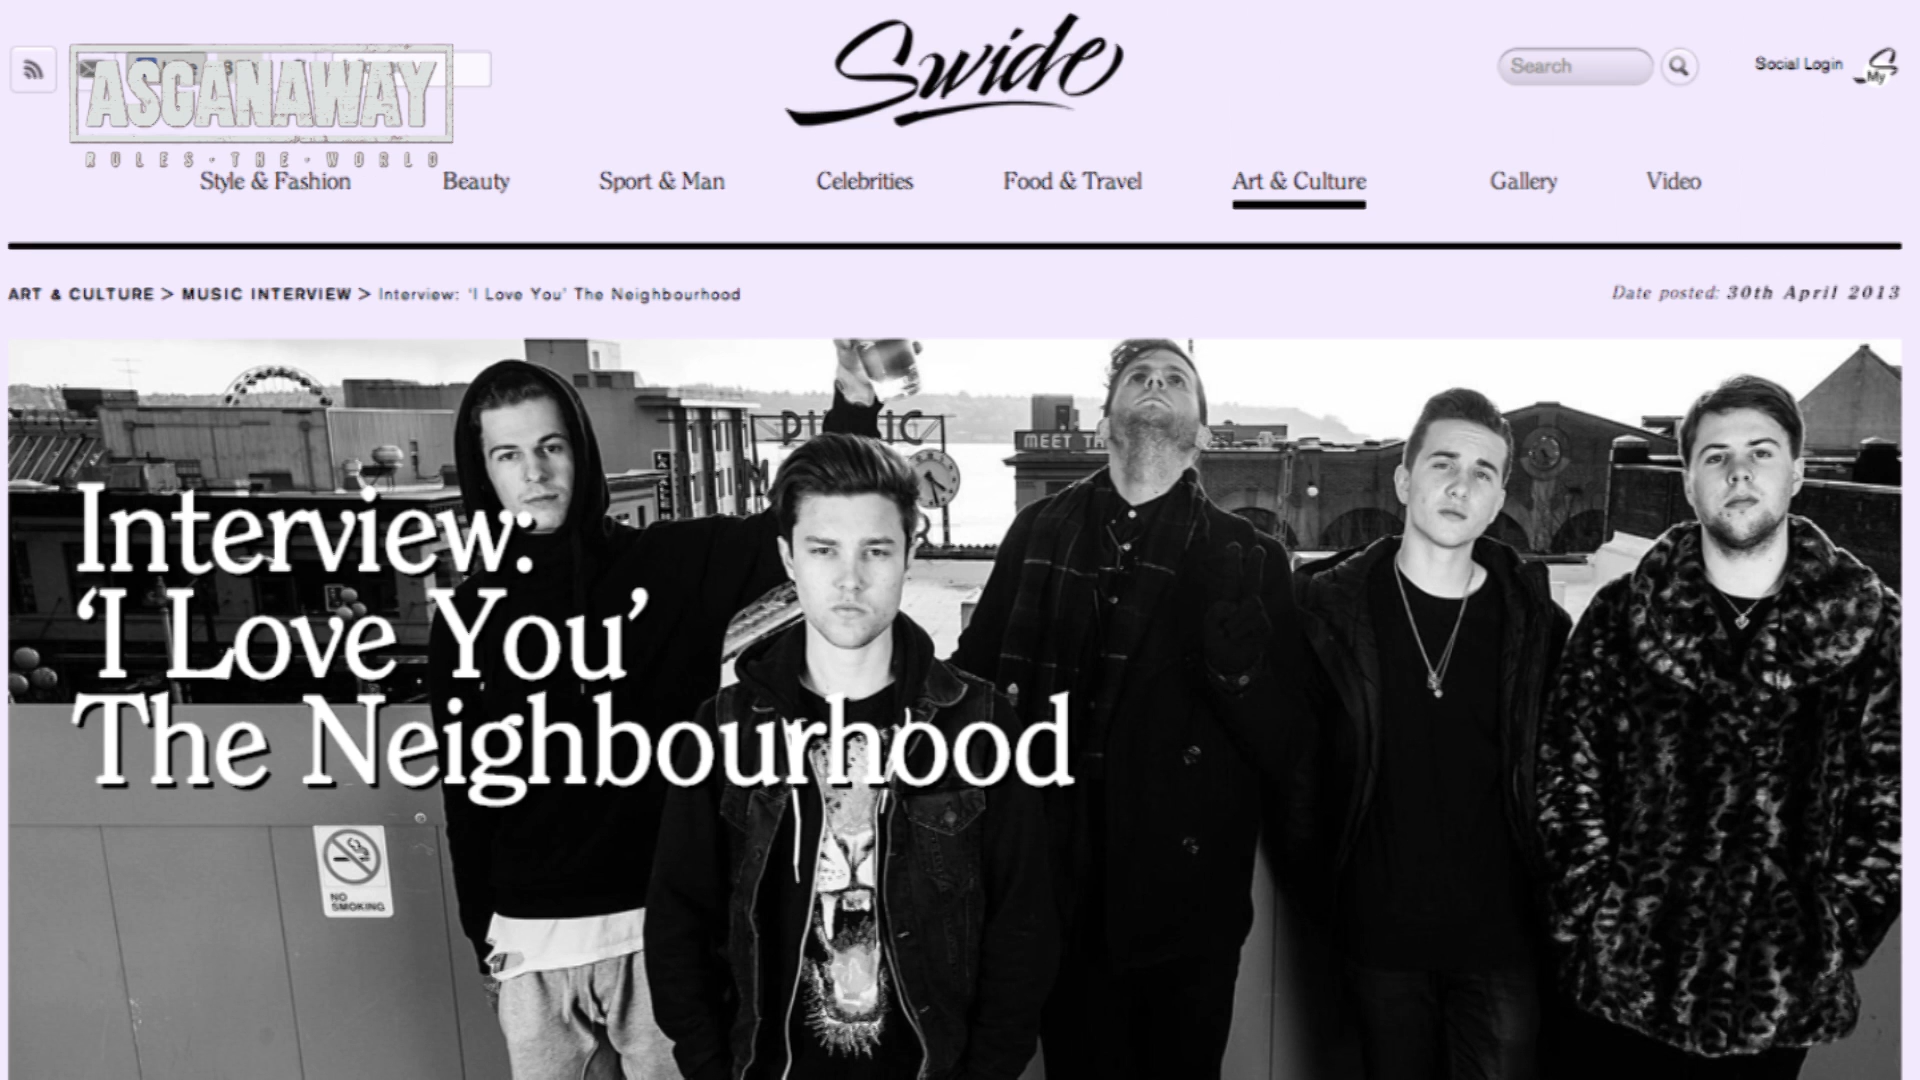 Swide
Search
Social Login
My
ASCANAWAY
RULES·THE·WORLD
Style & Fashion
Beauty
Sport & Man
Celebrities
Food & Travel
Art & Culture
Gallery
Video
ART & CULTURE > MUSIC INTERVIEW > Interview: ‘I Love You’ The Neighbourhood
Date posted: 30th April 2013
MEET
Interview:
‘I Love You’
The Neighbourhood
NO
SMOKING